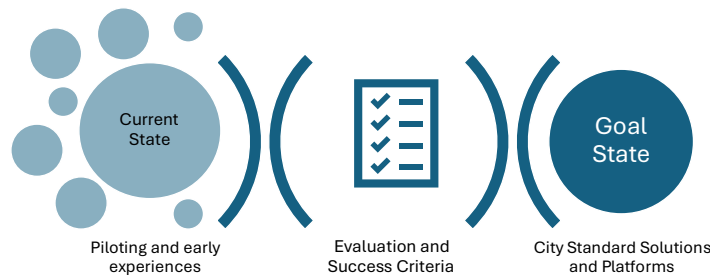 Current
State
Goal
State
Piloting and early
experiences
Evaluation and
Success Criteria
City Standard Solutions
and Platforms